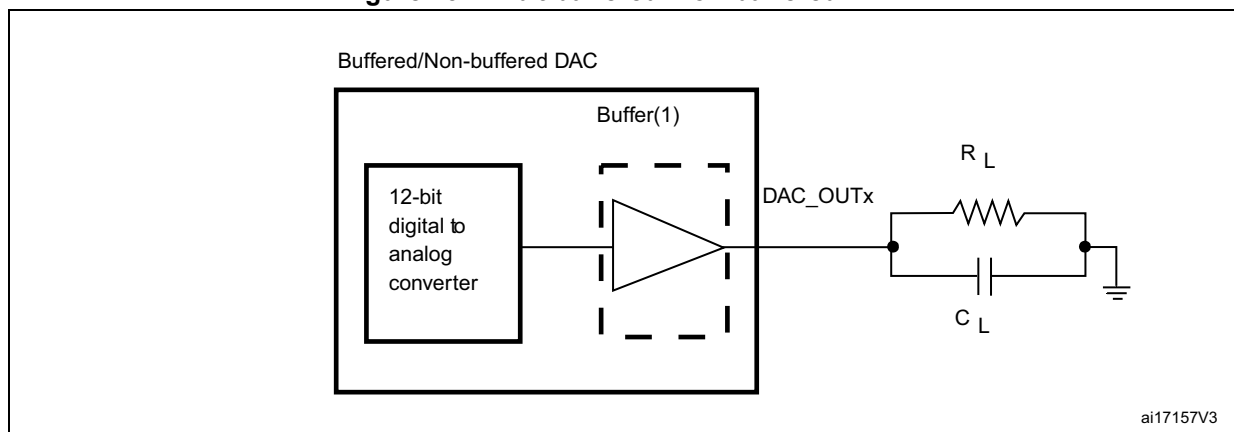 Buffered/Non-buffered DAC
Buffer(1)
12-bit
digital to
analog
converter
DAC_OUTx
R L
C L
ai17157V3